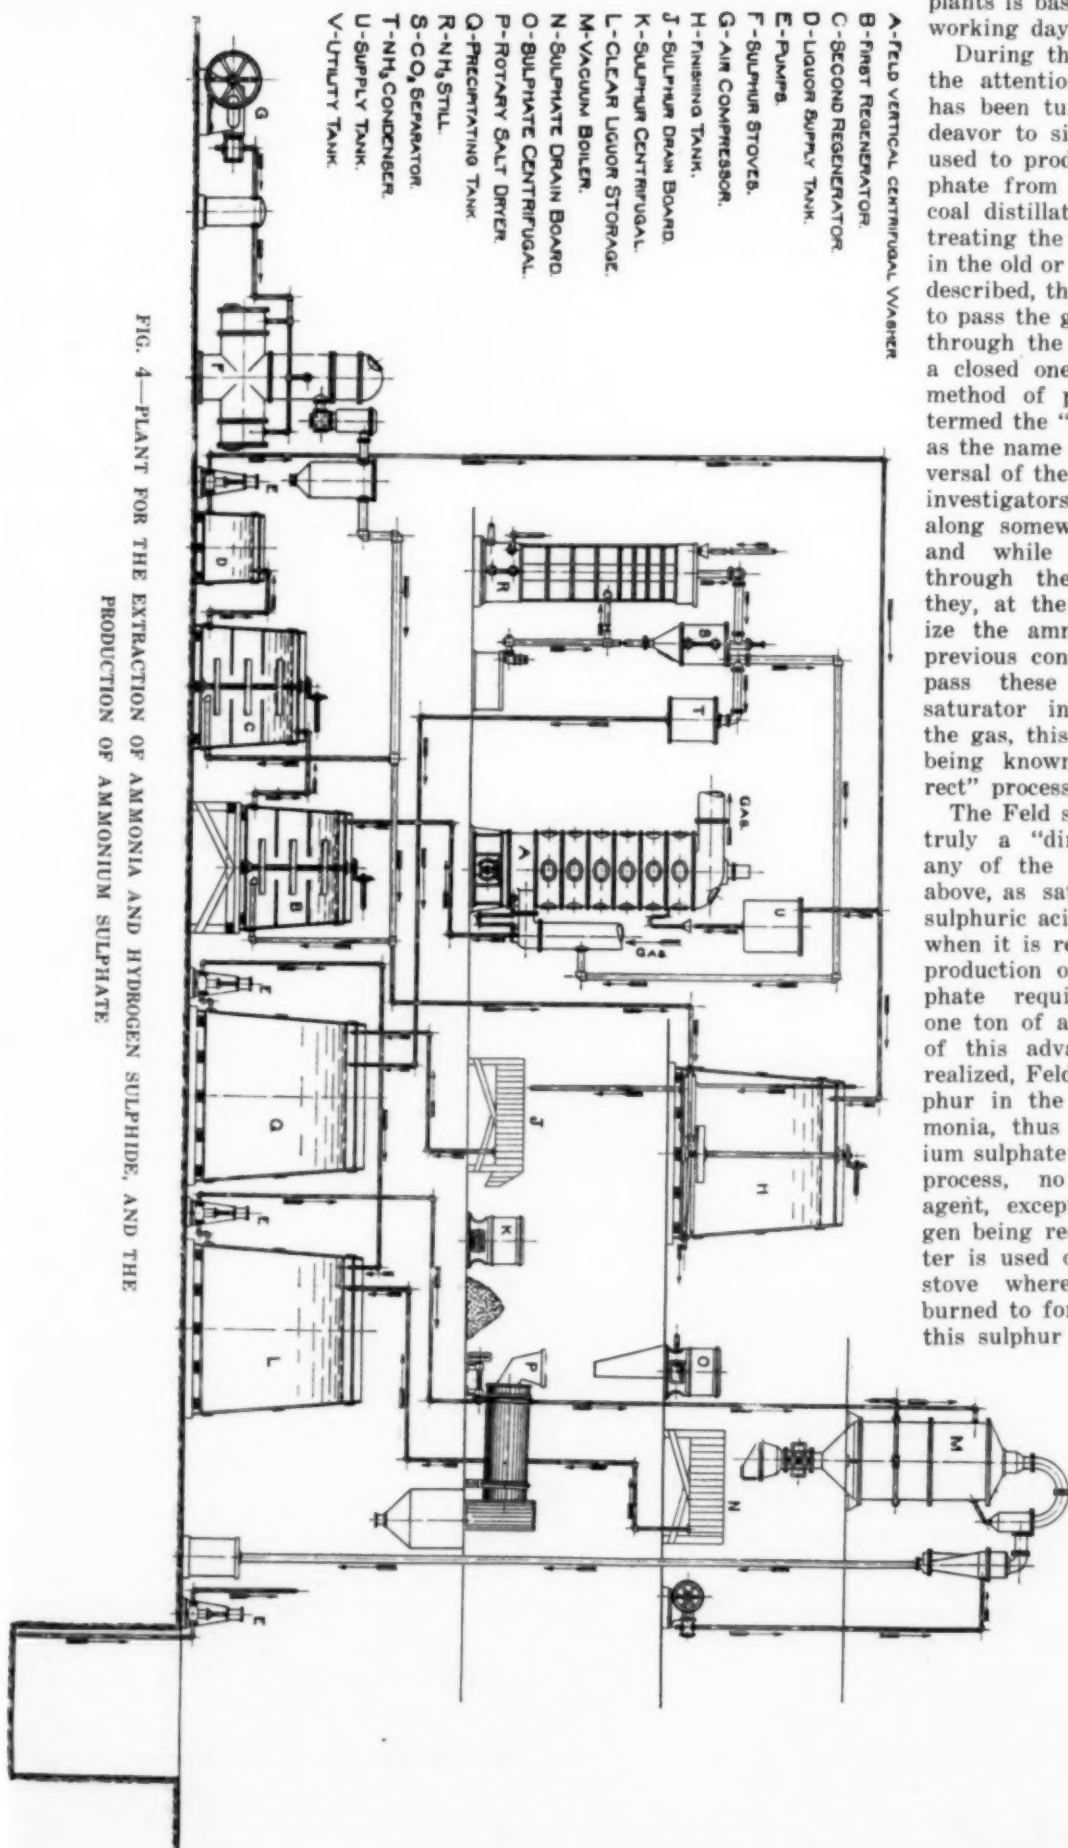 A-FELD VERTICAL CENTRIFUGAL WASHER
B-FIRST REGENERATOR.
C-SECOND REGENERATOR
D-LIQUOR SUPPLY TANK.
E-PUMPS.
F-SULPHUR STOVES.
G-AIR COMPRESSOR.
H-FINISHING TANK.
J-SULPHUR DRAIN BOARD.
K-SULPHUR CENTRIFUGAL.
L-CLEAR LIQUOR STORAGE.
M-VACUUM BOILER.
N-SULPHATE DRAIN BOARD.
O-SULPHATE CENTRIFUGAL.
P-ROTARY SALT DRYER.
Q-PRECIPITATING TANK.
R-NH₃ STILL.
S-CO₂ SEPARATOR.
T-NH₃ CONDENSER.
U-SUPPLY TANK.
V-UTILITY TANK.
G
F
E
D
C
B
E
Q
E
L
E
R
S
T
A
GAS.
GAS.
U
J
K
P
H
O
N
M
FIG. 4—PLANT FOR THE EXTRACTION OF AMMONIA AND HYDROGEN SULPHIDE, AND THE
PRODUCTION OF AMMONIUM SULPHATE
plants is bas
working day
During th
the attention
has been tu
deavor to si
used to prod
phate from
coal distillat
treating the
in the old or
described, th
to pass the g
through the
a closed one
method of p
termed the “
as the name
versal of the
investigators
along somew
and while
through the
they, at the
ize the amm
previous con
pass these
saturator in
the gas, this
being known
rect” process
The Feld s
truly a “dir
any of the
above, as sat
sulphuric acid
when it is re
production o
phate requi
one ton of a
of this adva
realized, Feld
phur in the
monia, thus
ium sulphate
process, no
agent, except
gen being re
ter is used o
stove where
burned to for
this sulphur